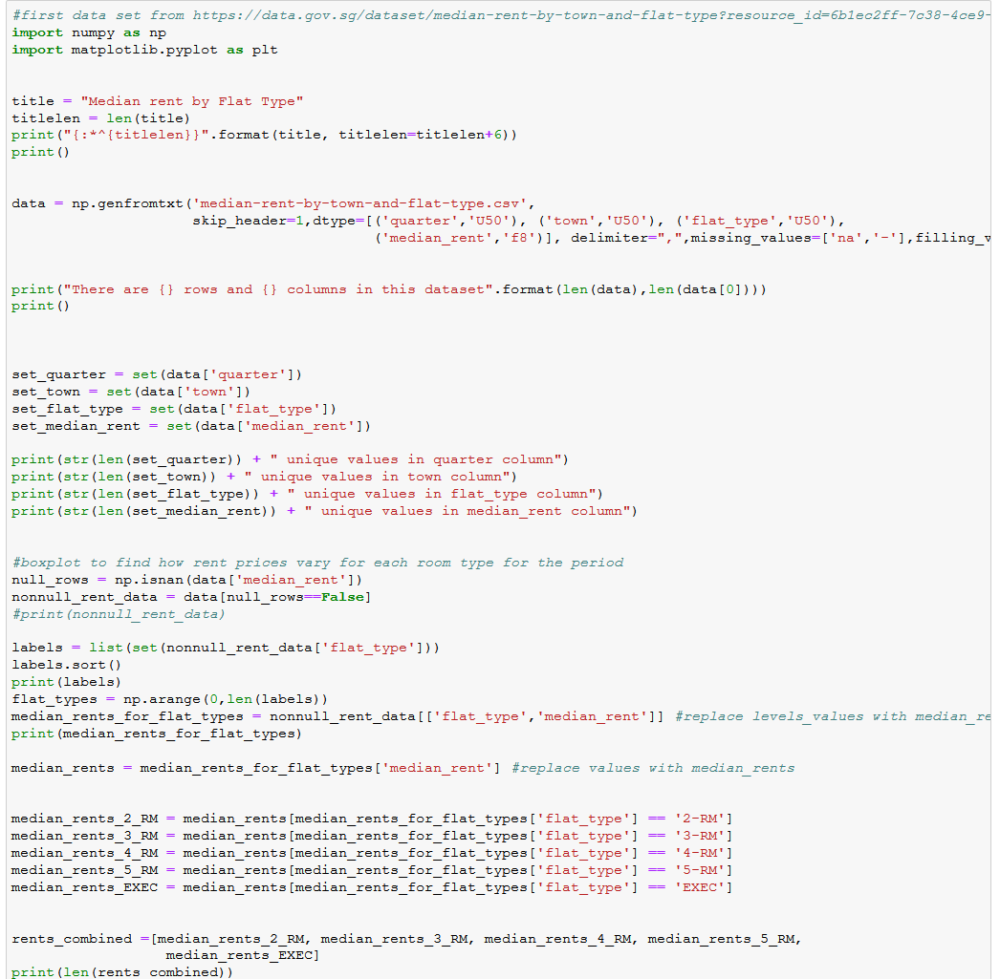 #first data set from https://data.gov.sg/dataset/median-rent-by-town-and-flat-type?resource_id=6b1ec2ff-7c38-4ce9-
import numpy as np
import matplotlib.pyplot as plt
title = "Median rent by Flat Type"
titlelen = len(title)
print("{:*^{titlelen}}".format(title, titlelen=titlelen+6))
print()
data = np.genfromtxt('median-rent-by-town-and-flat-type.csv',
skip_header=1,dtype=[('quarter','U50'), ('town','U50'), ('flat_type','U50'),
('median_rent','f8')], delimiter=",",missing_values=['na','-'],filling_v
print("There are {} rows and {} columns in this dataset".format(len(data),len(data[0])))
print()
set_quarter = set(data['quarter'])
set_town = set(data['town'])
set_flat_type = set(data['flat_type'])
set_median_rent = set(data['median_rent'])
print(str(len(set_quarter)) + " unique values in quarter column")
print(str(len(set_town)) + " unique values in town column")
print(str(len(set_flat_type)) + " unique values in flat_type column")
print(str(len(set_median_rent)) + " unique values in median_rent column")
#boxplot to find how rent prices vary for each room type for the period
null_rows = np.isnan(data['median_rent'])
nonnull_rent_data = data[null_rows==False]
#print(nonnull_rent_data)
labels = list(set(nonnull_rent_data['flat_type']))
labels.sort()
print(labels)
flat_types = np.arange(0,len(labels))
median_rents_for_flat_types = nonnull_rent_data[['flat_type','median_rent']] #replace levels_values with median_re
print(median_rents_for_flat_types)
median_rents = median_rents_for_flat_types['median_rent'] #replace values with median_rents
median_rents_2_RM = median_rents[median_rents_for_flat_types['flat_type'] == '2-RM']
median_rents_3_RM = median_rents[median_rents_for_flat_types['flat_type'] == '3-RM']
median_rents_4_RM = median_rents[median_rents_for_flat_types['flat_type'] == '4-RM']
median_rents_5_RM = median_rents[median_rents_for_flat_types['flat_type'] == '5-RM']
median_rents_EXEC = median_rents[median_rents_for_flat_types['flat_type'] == 'EXEC']
rents_combined =[median_rents_2_RM, median_rents_3_RM, median_rents_4_RM, median_rents_5_RM,
median_rents_EXEC]
print(len(rents_combined))